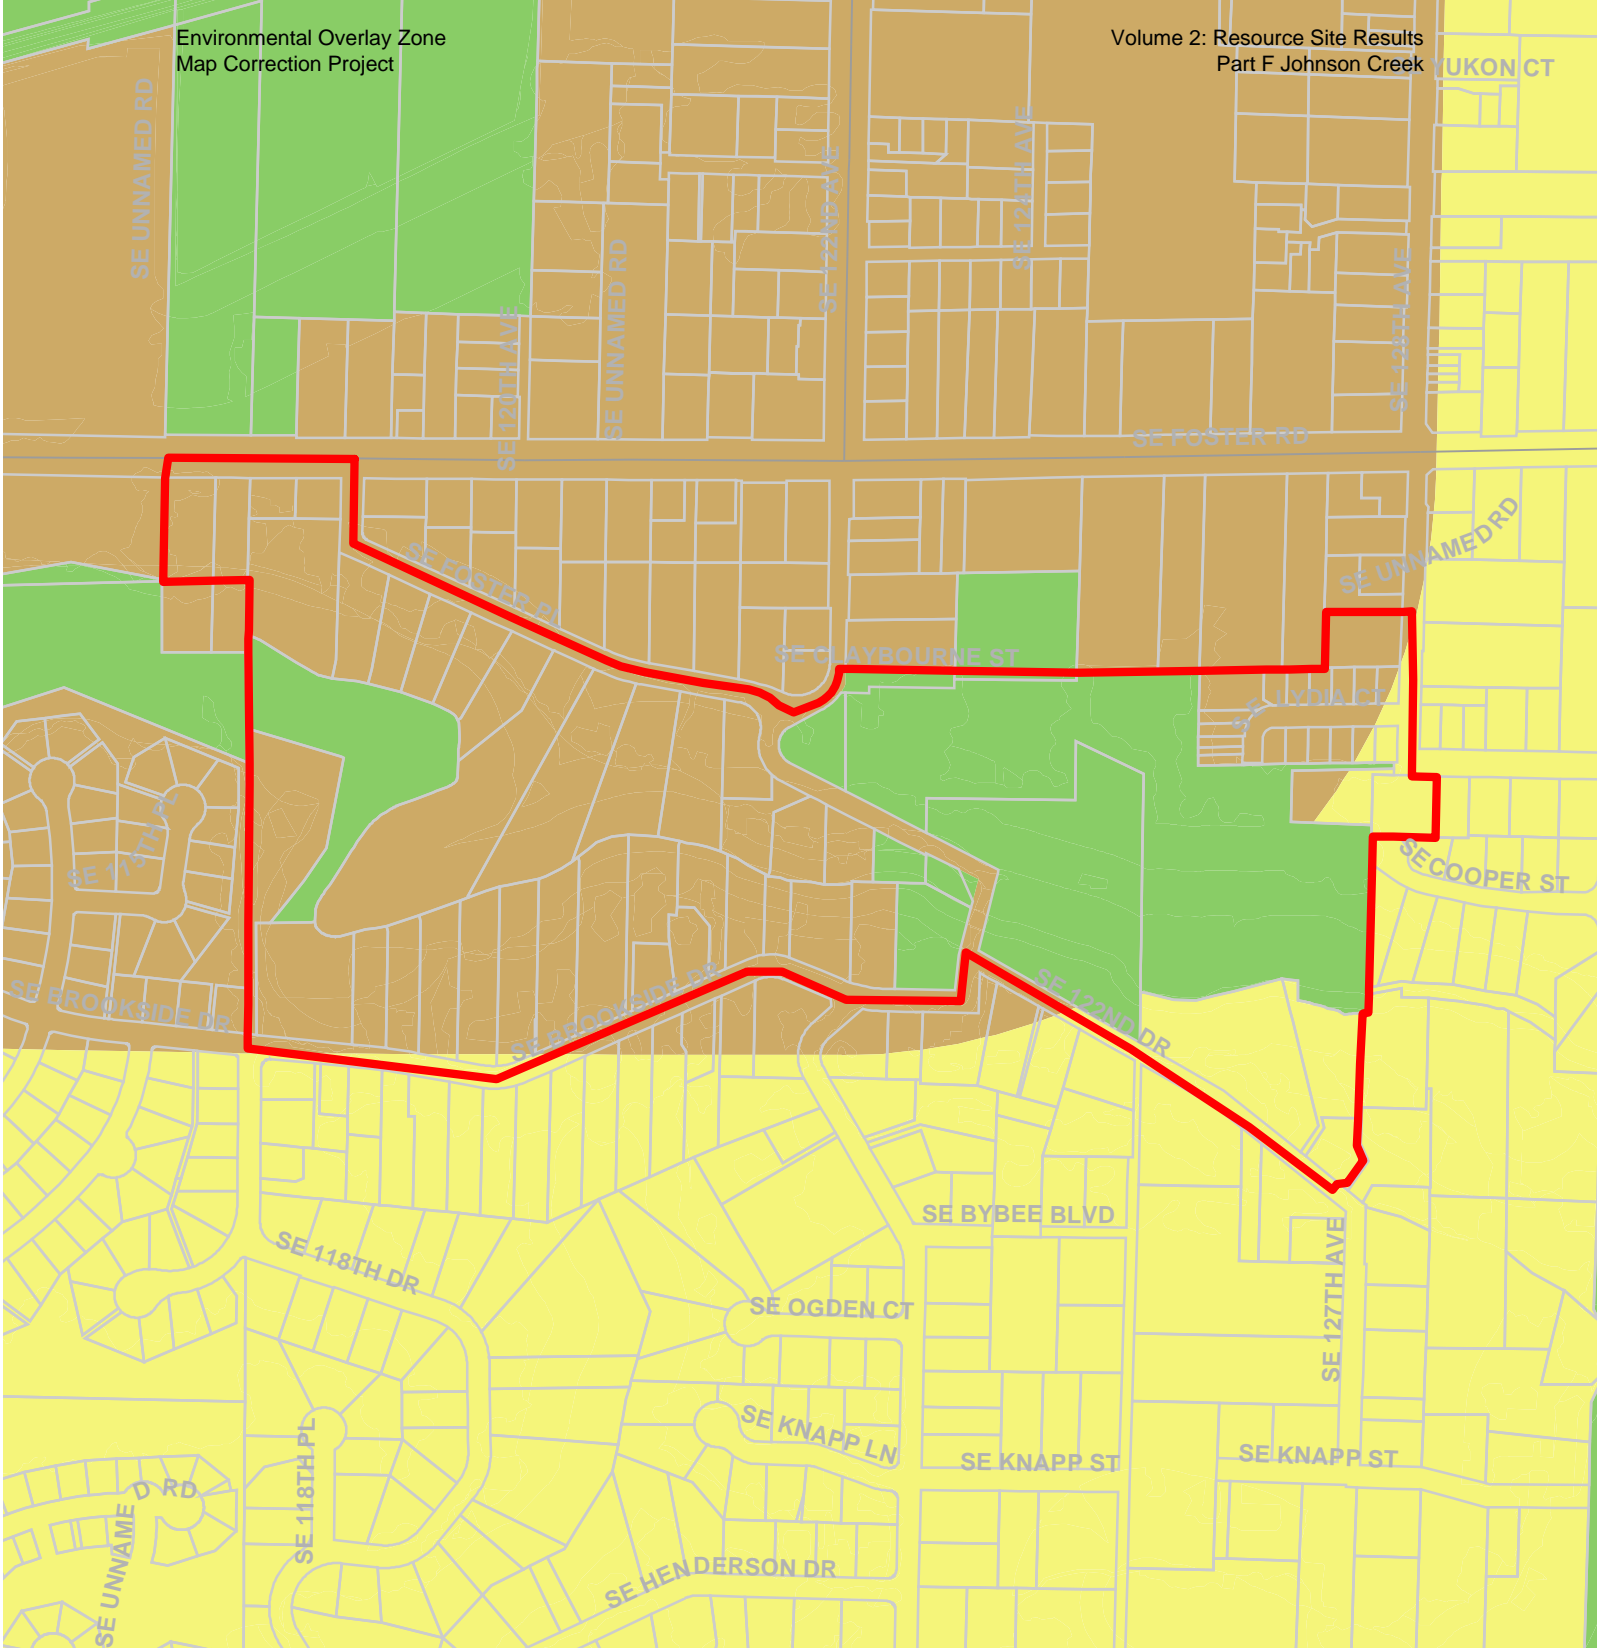 Environmental Overlay Zone
Map Correction Project
Volume 2: Resource Site Results
Part F Johnson Creek
YUKON CT
SE UNNAMED RD
SE 122ND AVE
SE 124TH AVE
SE UNNAMED RD
SE 128TH AVE
SE 120TH AVE
SE FOSTER RD
SE UNNAMED RD
SE FOSTER PL
SE CLAYBOURNE ST
SE LYDIA CT
SE 115TH PL
SE COOPER ST
SE BROOKSIDE DR
SE BROOKSIDE DR
SE 122ND DR
SE BYBEE BLVD
SE 118TH DR
SE OGDEN CT
SE 127TH AVE
SE KNAPP LN
SE KNAPP ST
SE KNAPP ST
SE 118TH PL
SE UNNAMED RD
SE HENDERSON DR